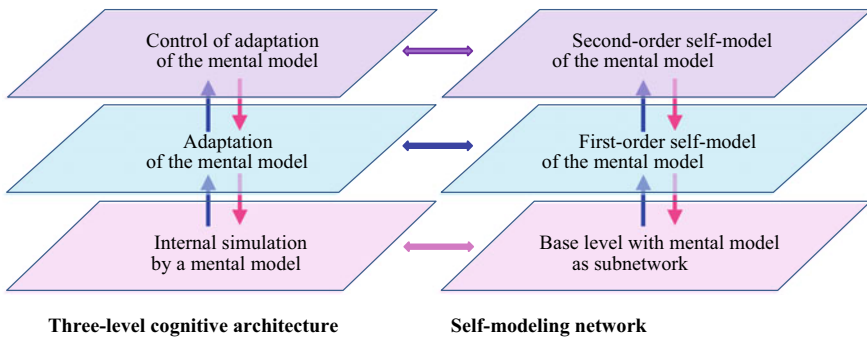 Control of adaptation
of the mental model
Second-order self-model
of the mental model
Adaptation
of the mental model
First-order self-model
of the mental model
Internal simulation
by a mental model
Base level with mental model
as subnetwork
Three-level cognitive architecture
Self-modeling network